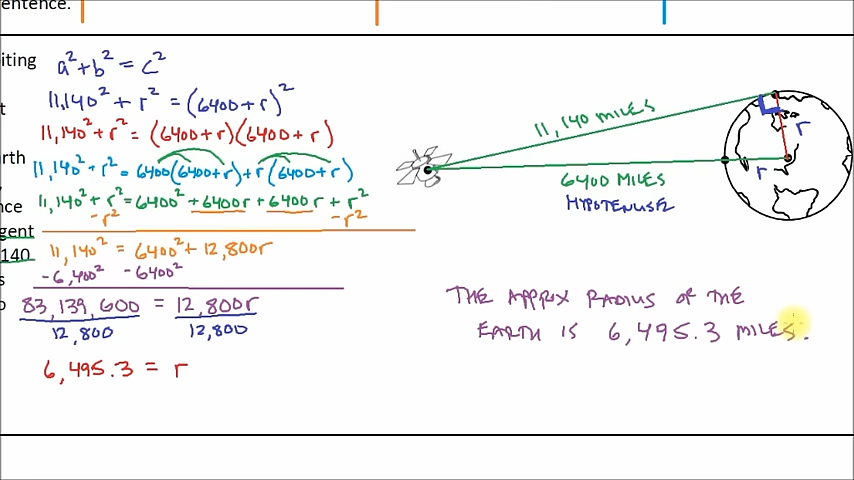 entence.
iting
t
arth
nce
gent
140
s
o
a² + b² = c²
11,140² + r² = (6400+r)²
11,140² + r² = (6400+r)(6400+r)
11,140² + r² = 6400(6400+r)+r(6400+r)
11,140² + r² = 6400² + 6400r + 6400r + r²
-r² -r²
11,140² = 6400² + 12,800r
-6,400² -6400²
83,139,600 = 12,800r
12,800 12,800
6,495.3 = r
11,140 MILES
r
r
6400 MILES
HYPOTENUSE
THE APPRX RADIUS OF THE
EARTH IS 6,495.3 MILES.